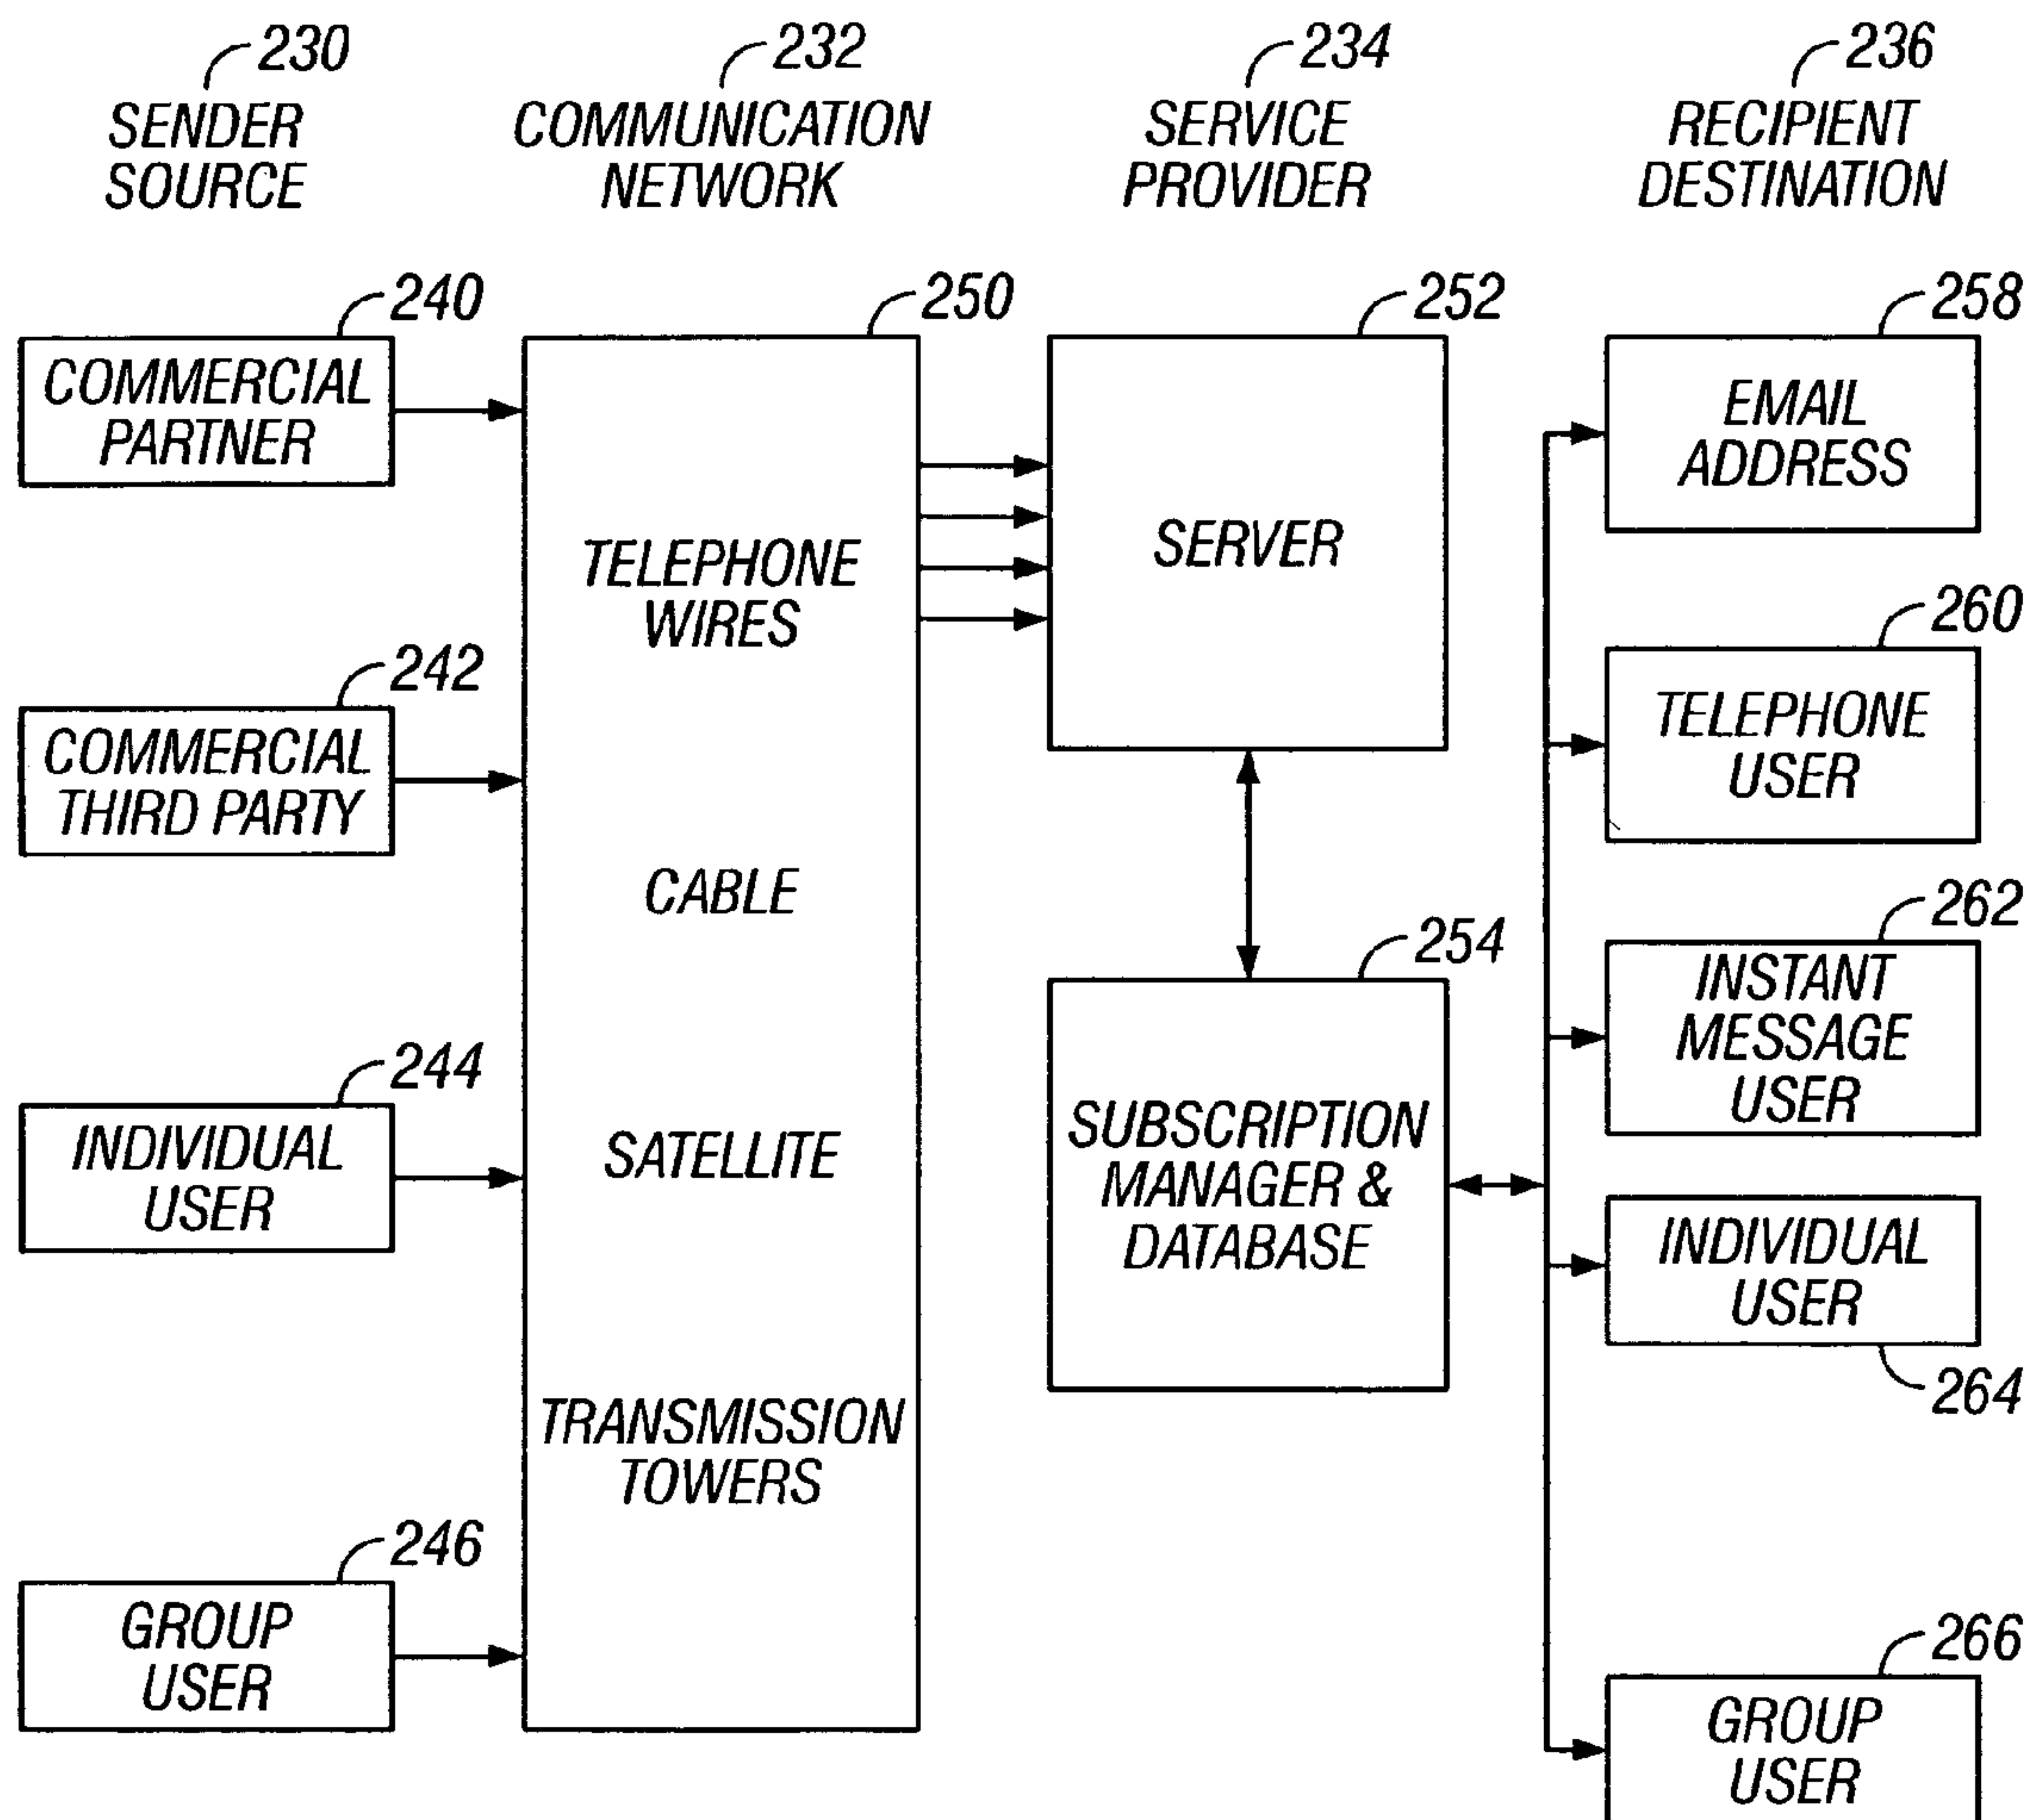 230
SENDER
SOURCE
232
COMMUNICATION
NETWORK
234
SERVICE
PROVIDER
236
RECIPIENT
DESTINATION
240
COMMERCIAL
PARTNER
242
COMMERCIAL
THIRD PARTY
244
INDIVIDUAL
USER
246
GROUP
USER
250
TELEPHONE
WIRES
CABLE
SATELLITE
TRANSMISSION
TOWERS
252
SERVER
254
SUBSCRIPTION
MANAGER &
DATABASE
258
EMAIL
ADDRESS
260
TELEPHONE
USER
262
INSTANT
MESSAGE
USER
INDIVIDUAL
USER
264
266
GROUP
USER